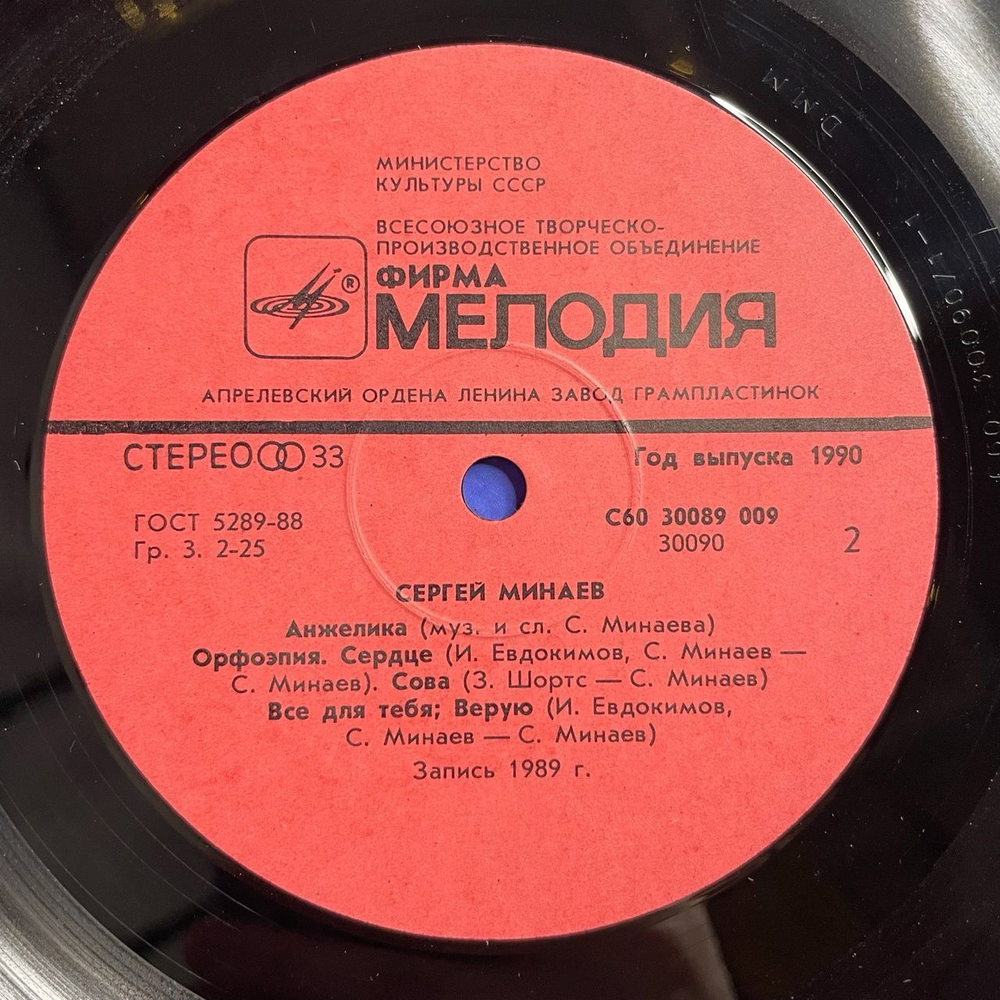 МИНИСТЕРСТВО
КУЛЬТУРЫ СССР
ВСЕСОЮЗНОЕ ТВОРЧЕСКО-
ПРОИЗВОДСТВЕННОЕ ОБЪЕДИНЕНИЕ
®
ФИРМА
МЕЛОДИЯ
АПРЕЛЕВСКИЙ ОРДЕНА ЛЕНИНА ЗАВОД ГРАМПЛАСТИНОК
СТЕРЕО 33
Год выпуска 1990
ГОСТ 5289-88
Гр. 3. 2-25
С60 30089 009
30090
2
СЕРГЕЙ МИНАЕВ
Анжелика (муз. и сл. С. Минаева)
Орфоэпия. Сердце (И. Евдокимов, С. Минаев —
С. Минаев). Сова (З. Шортс — С. Минаев)
Все для тебя; Верую (И. Евдокимов,
С. Минаев — С. Минаев)
Запись 1989 г.
DMM